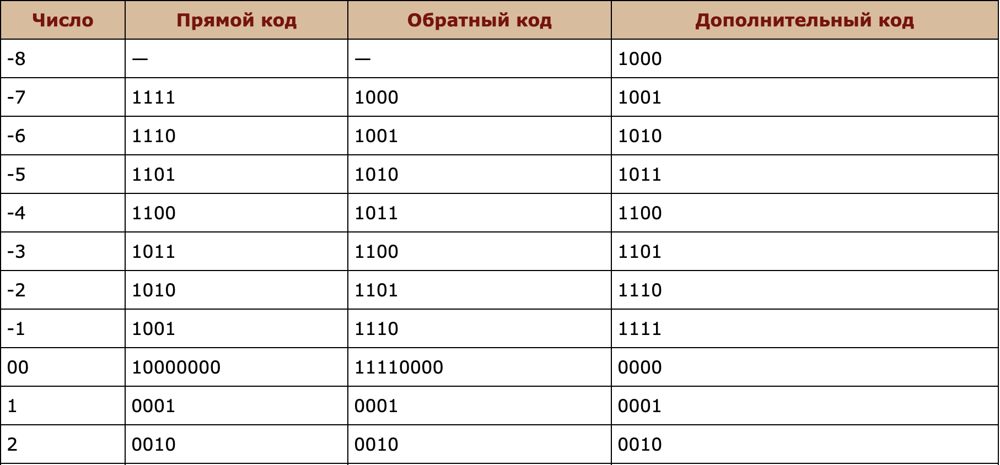 Число Прямой код Обратный код Дополнительный код
-8 — — 1000
-7 1111 1000 1001
-6 1110 1001 1010
-5 1101 1010 1011
-4 1100 1011 1100
-3 1011 1100 1101
-2 1010 1101 1110
-1 1001 1110 1111
00 10000000 11110000 0000
1 0001 0001 0001
2 0010 0010 0010